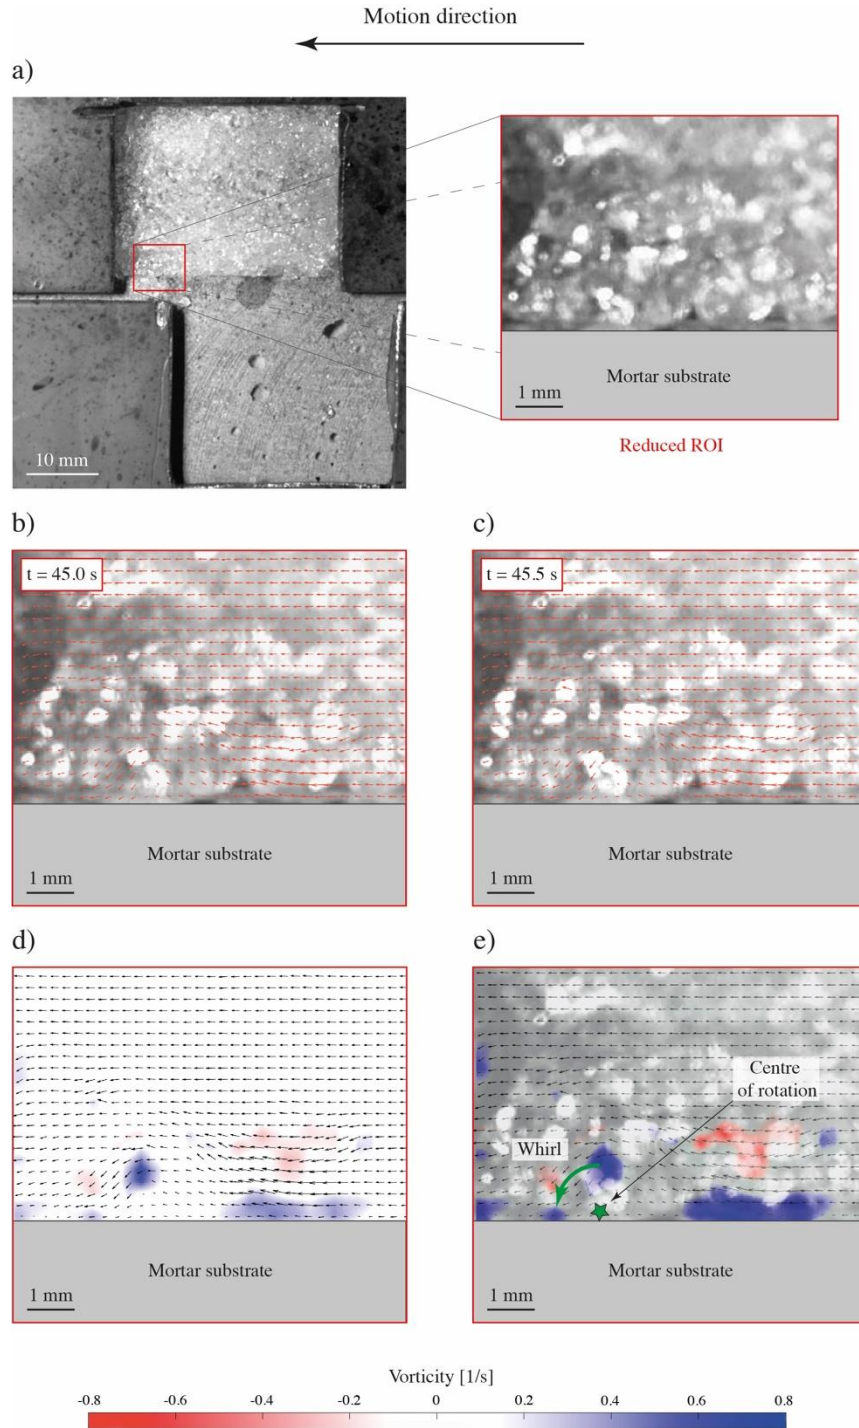 Motion direction
a)
10 mm
Mortar substrate
1 mm
Reduced ROI
b)
c)
t = 45.0 s
t = 45.5 s
Mortar substrate
Mortar substrate
1 mm
1 mm
d)
e)
Centre
of rotation
Whirl
Mortar substrate
Mortar substrate
1 mm
1 mm
Vorticity [1/s]
-0.8 -0.6 -0.4 -0.2 0 0.2 0.4 0.6 0.8